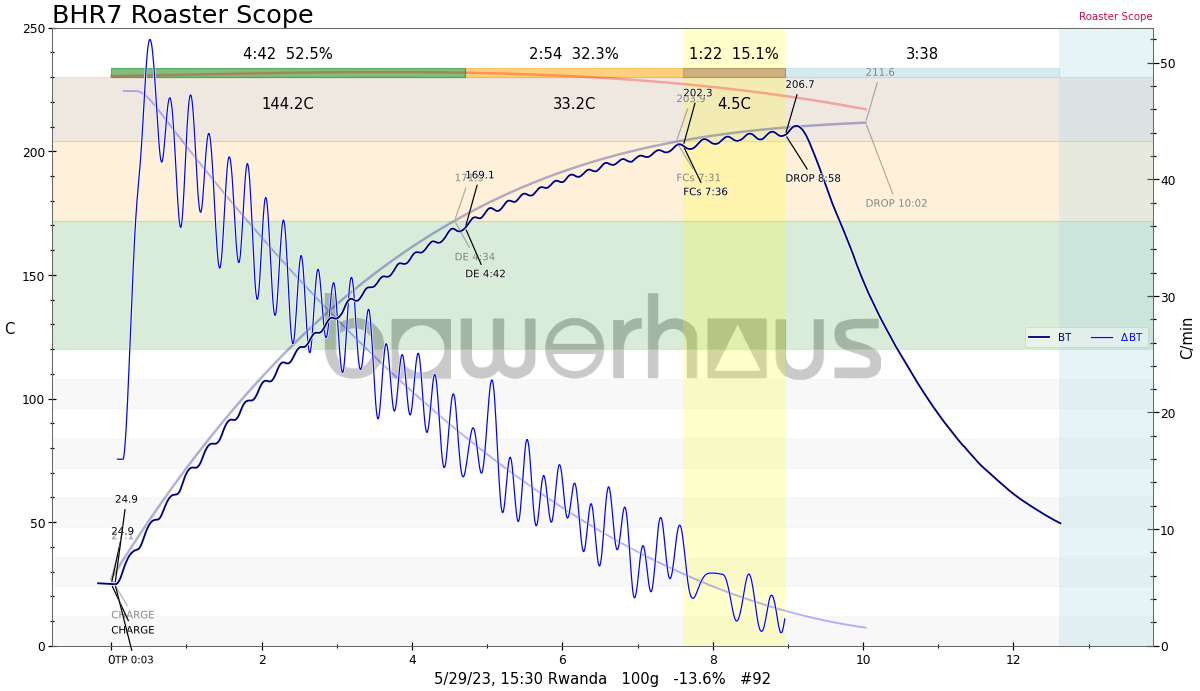 BHR7 Roaster Scope
Roaster Scope
250
4:42 52.5%
2:54 32.3%
1:22 15.1%
3:38
50
211.6
206.7
202.3
203.9
144.2C
33.2C
4.5C
200
169.1
FCs 7:31
DROP 8:58
FCs 7:36
40
DROP 10:02
DE 4:34
DE 4:42
150
30
bawerhaus
C
BT
ΔBT
C/min
100
20
24.9
50
24.9
10
CHARGE
CHARGE
0
0
TP 0:03
0
2
4
6
8
10
12
5/29/23, 15:30 Rwanda 100g -13.6% #92